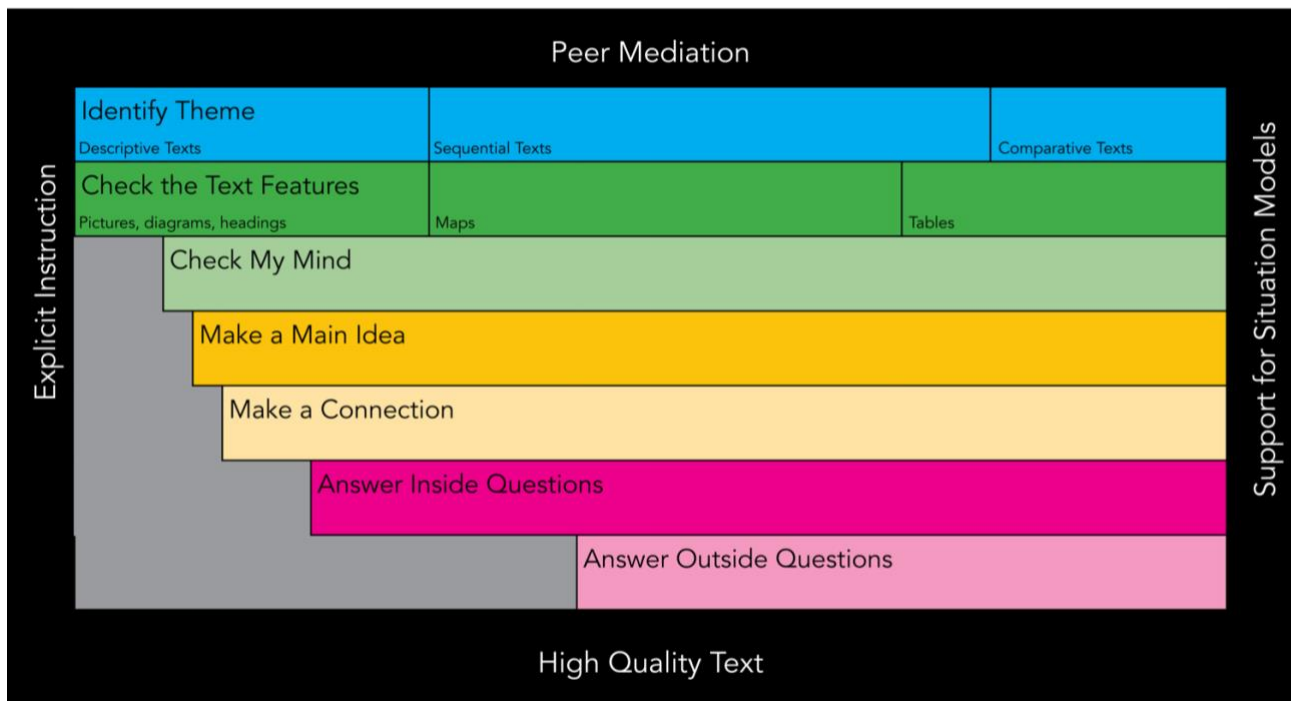 Peer Mediation
Identify Theme
Descriptive Texts
Sequential Texts
Comparative Texts
Check the Text Features
Pictures, diagrams, headings
Maps
Tables
Check My Mind
Make a Main Idea
Make a Connection
Answer Inside Questions
Answer Outside Questions
Explicit Instruction
Support for Situation Models
High Quality Text